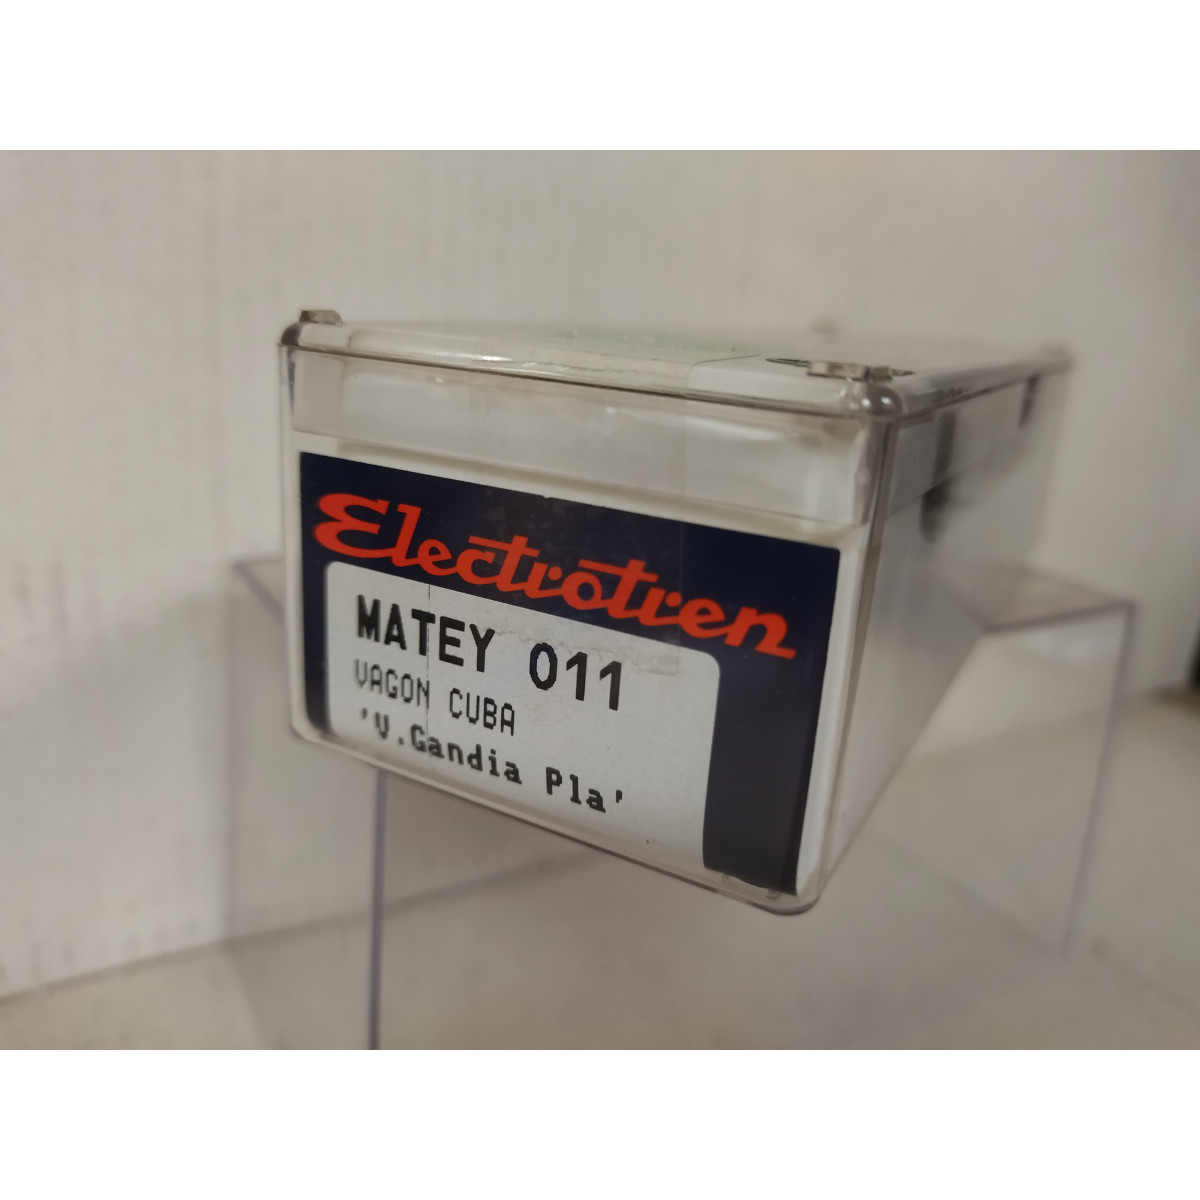 Electrotren
MATEY 011
VAGON CUBA
'V.Gandia Pla'